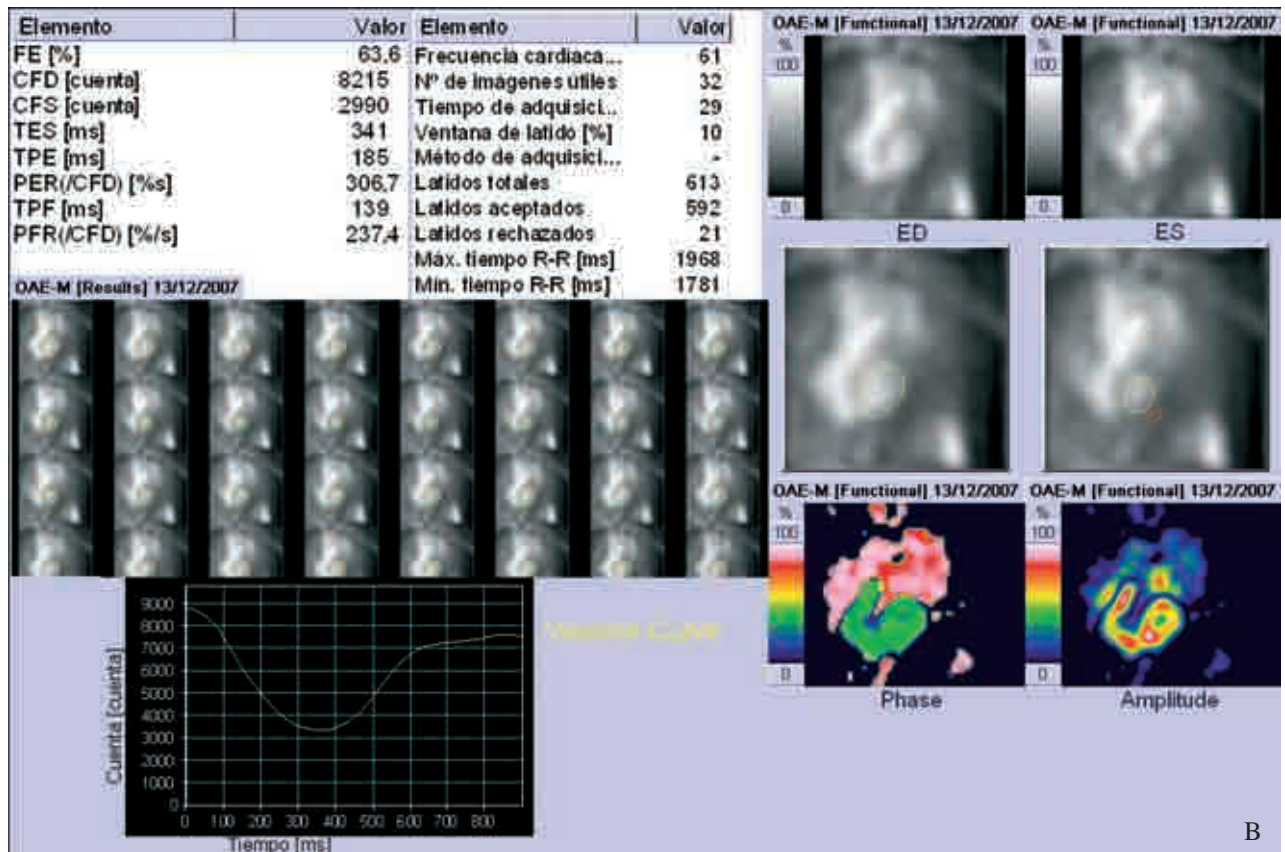 Elemento Valor
FE [%] 63,6
CFD [cuenta] 8215
CFS [cuenta] 2990
TES [ms] 341
TPE [ms] 185
PER(/CFD) [%s] 306,7
TPF [ms] 139
PFR(/CFD) [%/s] 237,4
Elemento Valor
Frecuencia cardiaca... 61
Nº de imágenes útiles 32
Tiempo de adquisici... 29
Ventana de latido [%] 10
Método de adquisici... -
Latidos totales 613
Latidos aceptados 592
Latidos rechazados 21
Máx. tiempo R-R [ms] 1968
Mín. tiempo R-R [ms] 1781
OAE-M [Results] 13/12/2007
OAE-M [Functional] 13/12/2007
%
100
0
ED
OAE-M [Functional] 13/12/2007
%
100
0
ES
OAE-M [Functional] 13/12/2007
%
100
0
Phase
OAE-M [Functional] 13/12/2007
%
100
0
Amplitude
Cuenta [cuenta]
9000
8000
7000
6000
5000
4000
3000
2000
1000
0
0 100 200 300 400 500 600 700 800
Tiempo [ms]
B